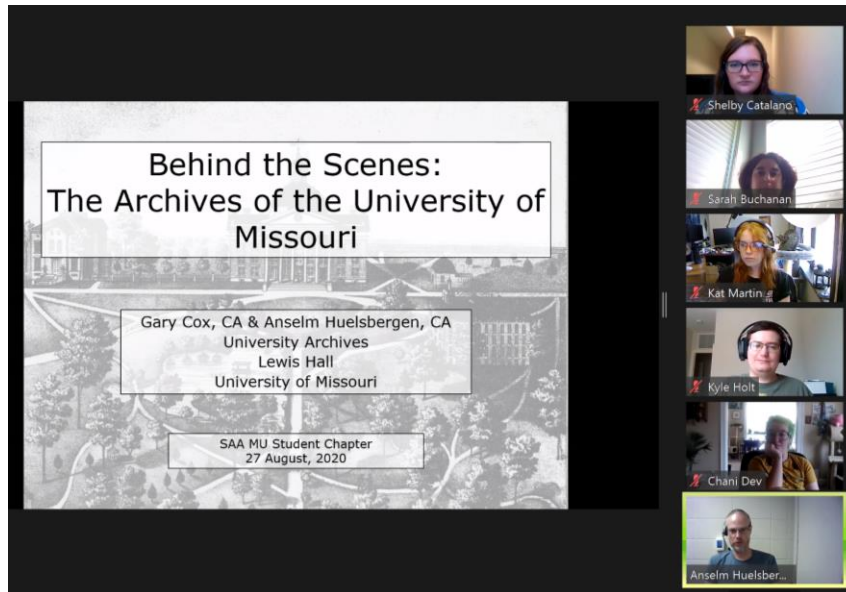 Behind the Scenes:
The Archives of the University of
Missouri
Gary Cox, CA & Anselm Huelsbergen, CA
University Archives
Lewis Hall
University of Missouri
SAA MU Student Chapter
27 August, 2020
Shelby Catalano
Sarah Buchanan
Kat Martin
Kyle Holt
Chani Dev
Anselm Huelsber...